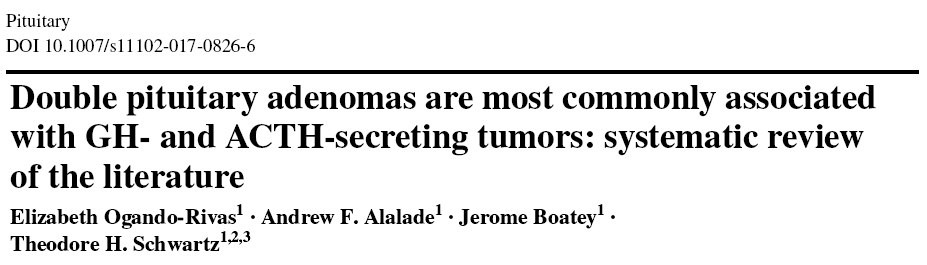 Pituitary
DOI 10.1007/s11102-017-0826-6
Double pituitary adenomas are most commonly associated
with GH- and ACTH-secreting tumors: systematic review
of the literature
Elizabeth Ogando-Rivas1 · Andrew F. Alalade1 · Jerome Boatey1 ·
Theodore H. Schwartz1,2,3